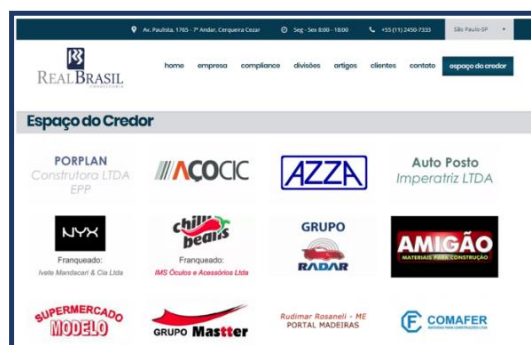 Av. Paulista, 1765 - 7º Andar, Cerqueira Cezar
Seg - Sex 8:00 - 18:00
+55 (11) 2450-7333
São Paulo-SP
REALBRASIL
CONSULTORIA
home empresa compliance divisões artigos clientes contato espaço do credor
Espaço do Credor
PORPLAN
Construtora LTDA
EPP
AÇOCIC
AZZA
Auto Posto
Imperatriz LTDA
NYX
Franqueado:
Ivete Mandacari & Cia Ltda
chilli beans
Franqueado:
IMS Óculos e Acessórios Ltda
GRUPO
RADAR
AMIGÃO
MATERIAIS PARA CONSTRUÇÃO
SUPERMERCADO
MODELO
GRUPO Mastter
Rudimar Rosaneli - ME
PORTAL MADEIRAS
COMAFER